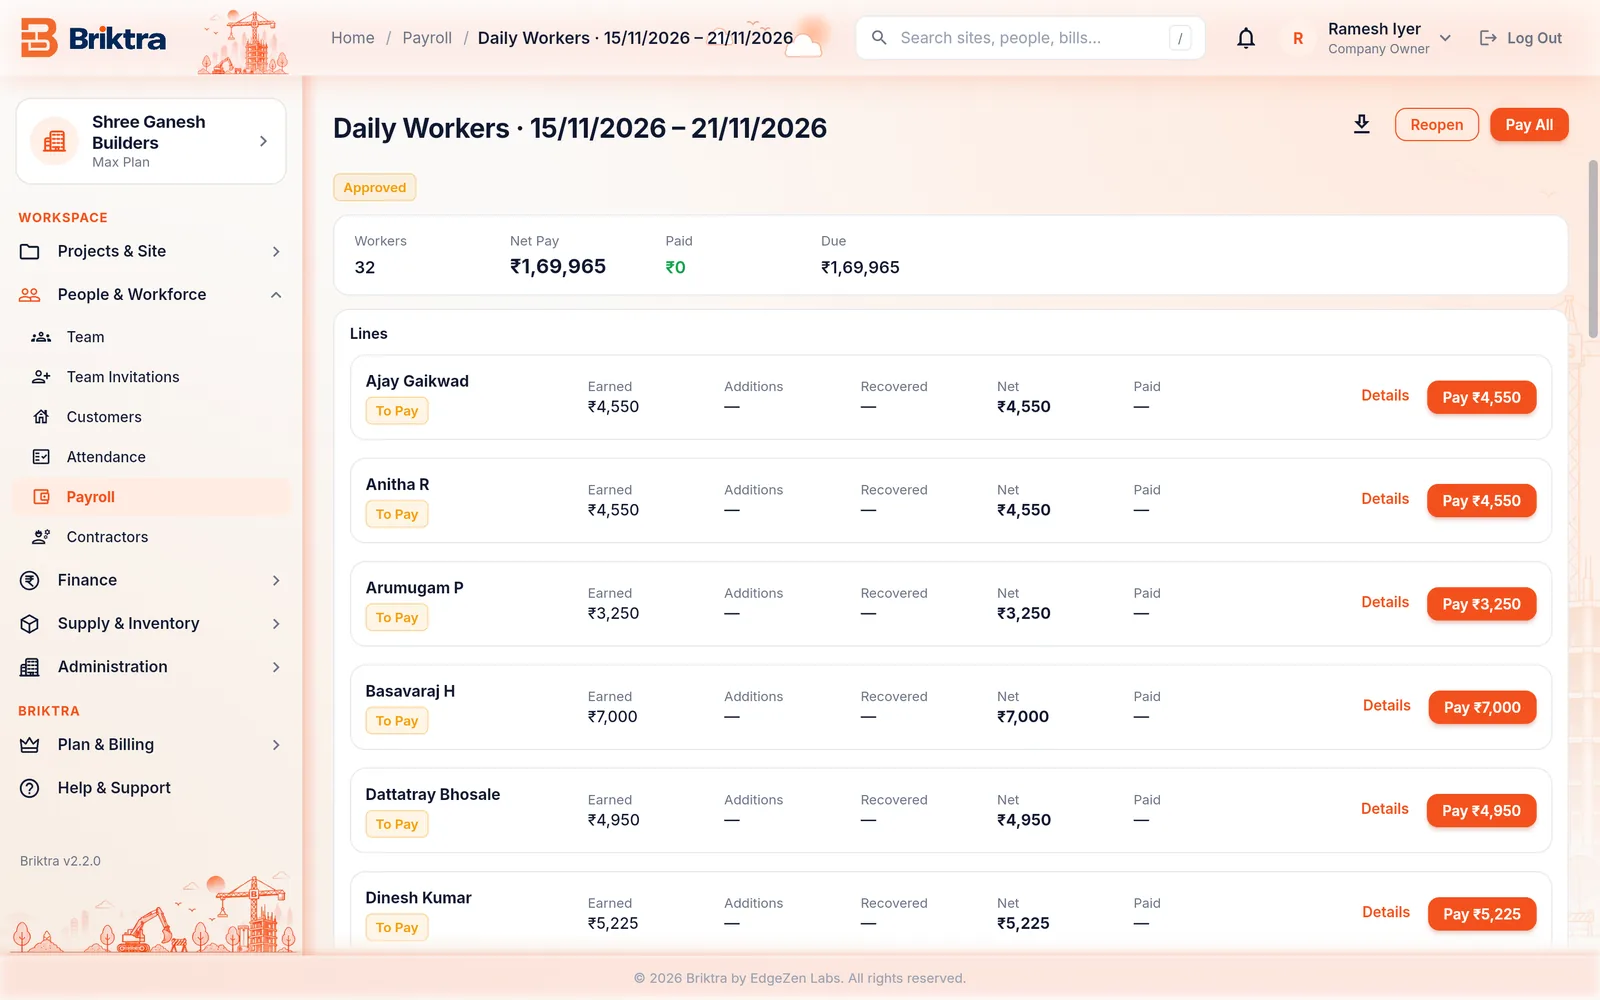 Briktra
Home / Payroll / Daily Workers · 15/11/2026 – 21/11/2026
Search sites, people, bills...
/
R
Ramesh Iyer
Company Owner
Log Out
Shree Ganesh
Builders
Max Plan
WORKSPACE
Projects & Site
People & Workforce
Team
Team Invitations
Customers
Attendance
Payroll
Contractors
Finance
Supply & Inventory
Administration
BRIKTRA
Plan & Billing
Help & Support
Briktra v2.2.0
Daily Workers · 15/11/2026 – 21/11/2026
Reopen
Pay All
Approved
Workers Net Pay Paid Due
32 ₹1,69,965 ₹0 ₹1,69,965
Lines
Ajay Gaikwad
To Pay
Earned Additions Recovered Net Paid
₹4,550 — — ₹4,550 —
Details Pay ₹4,550
Anitha R
To Pay
Earned Additions Recovered Net Paid
₹4,550 — — ₹4,550 —
Details Pay ₹4,550
Arumugam P
To Pay
Earned Additions Recovered Net Paid
₹3,250 — — ₹3,250 —
Details Pay ₹3,250
Basavaraj H
To Pay
Earned Additions Recovered Net Paid
₹7,000 — — ₹7,000 —
Details Pay ₹7,000
Dattatray Bhosale
To Pay
Earned Additions Recovered Net Paid
₹4,950 — — ₹4,950 —
Details Pay ₹4,950
Dinesh Kumar
To Pay
Earned Additions Recovered Net Paid
₹5,225 — — ₹5,225 —
Details Pay ₹5,225
© 2026 Briktra by EdgeZen Labs. All rights reserved.